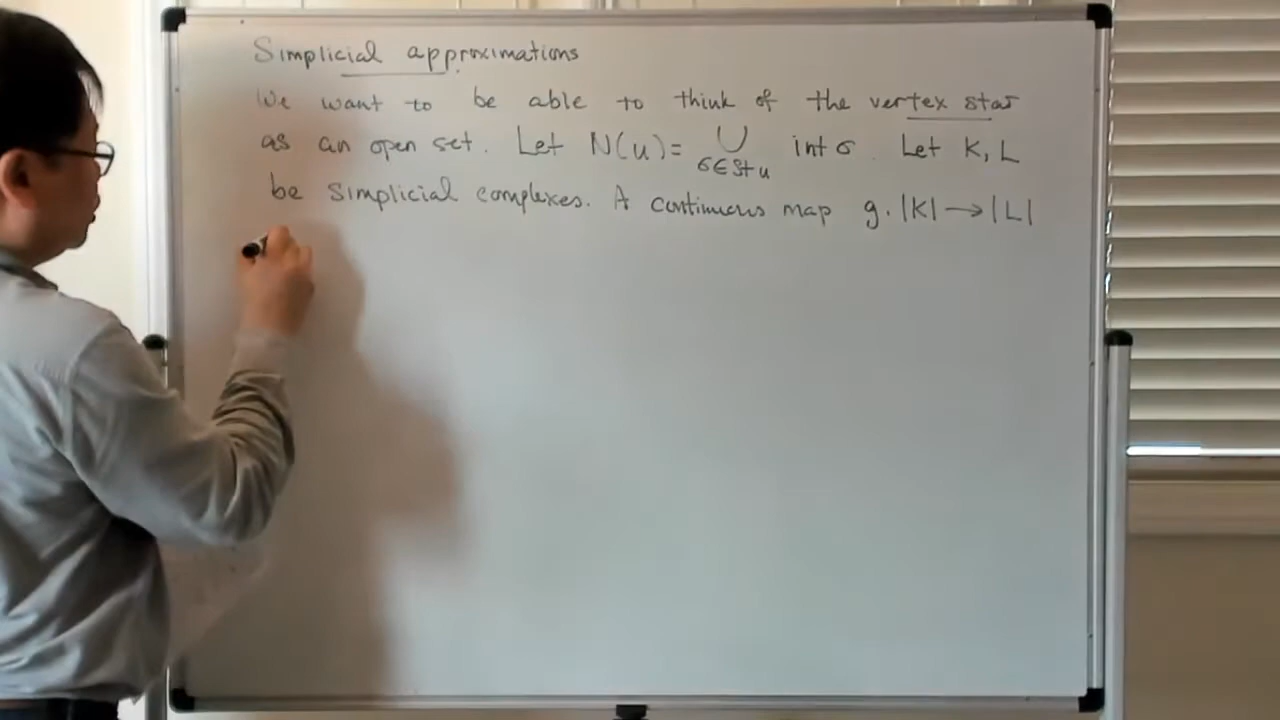 Simplicial approximations
We want to be able to think of the vertex star
as an open set. Let N(u) = ∪ int σ. Let K, L
σ∈St u
be simplicial complexes. A continuous map g: |K| → |L|